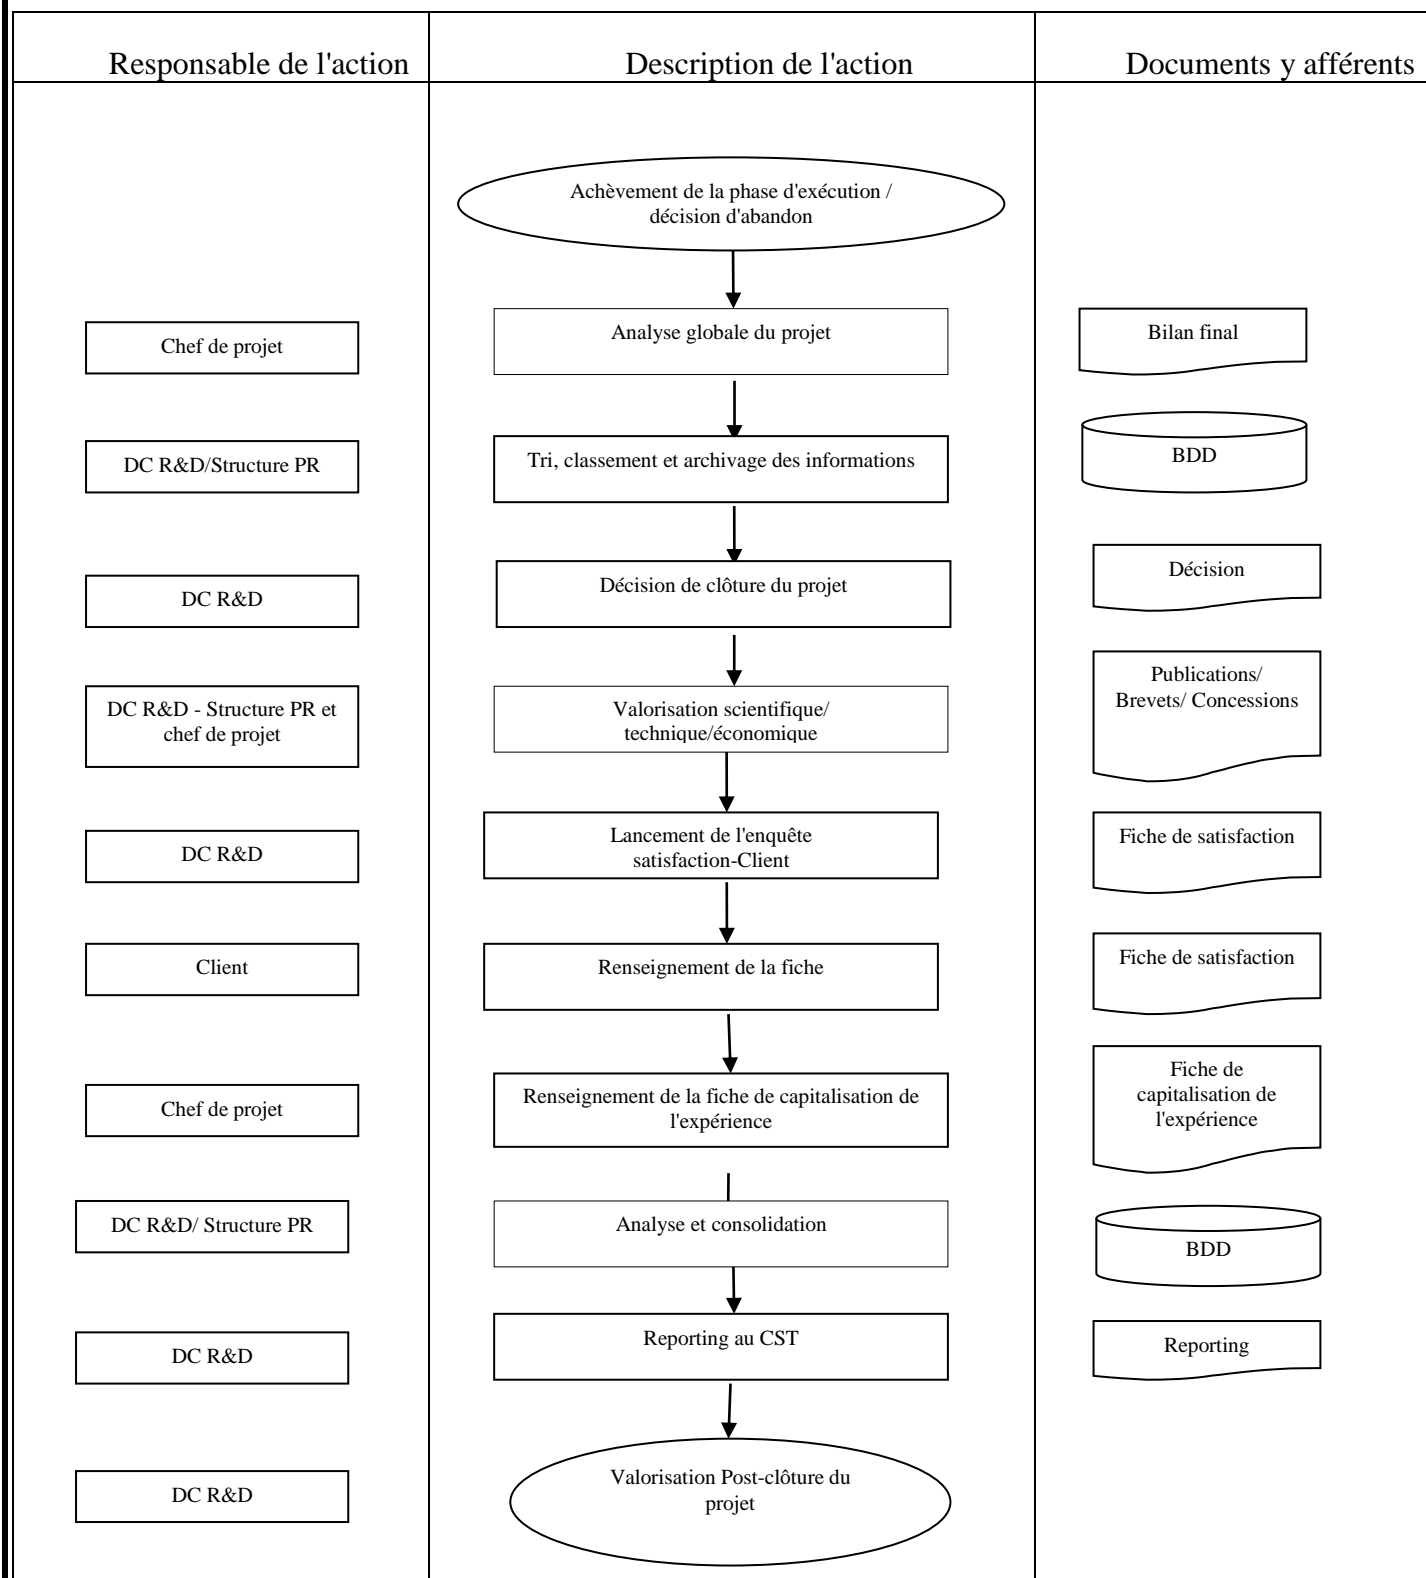 Responsable de l'action
Description de l'action
Documents y afférents
Achèvement de la phase d'exécution /
décision d'abandon
Chef de projet
Analyse globale du projet
Bilan final
DC R&D/Structure PR
Tri, classement et archivage des informations
BDD
DC R&D
Décision de clôture du projet
Décision
DC R&D - Structure PR et
chef de projet
Valorisation scientifique/
technique/économique
Publications/
Brevets/ Concessions
DC R&D
Lancement de l'enquête
satisfaction-Client
Fiche de satisfaction
Client
Renseignement de la fiche
Fiche de satisfaction
Chef de projet
Renseignement de la fiche de capitalisation de
l'expérience
Fiche de
capitalisation de
l'expérience
DC R&D/ Structure PR
Analyse et consolidation
BDD
DC R&D
Reporting au CST
Reporting
DC R&D
Valorisation Post-clôture du
projet